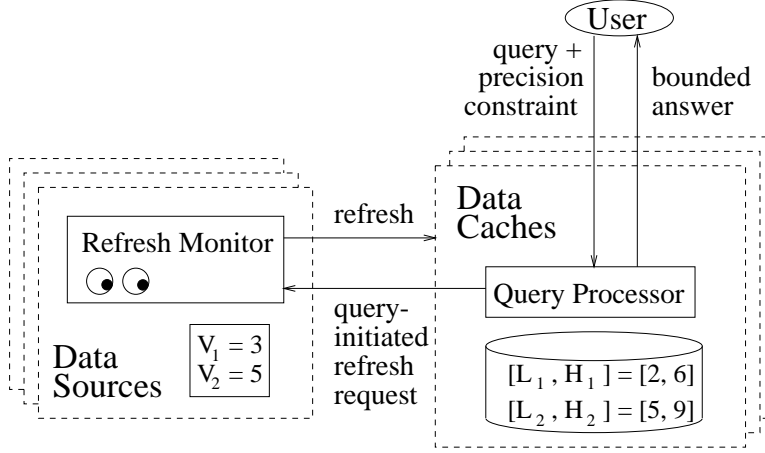 User
query +
precision
constraint
bounded
answer
Data
Caches
refresh
Refresh Monitor
Query Processor
query-
initiated
refresh
request
Data
Sources
V1 = 3
V2 = 5
[L1 , H1 ] = [2, 6]
[L2 , H2 ] = [5, 9]